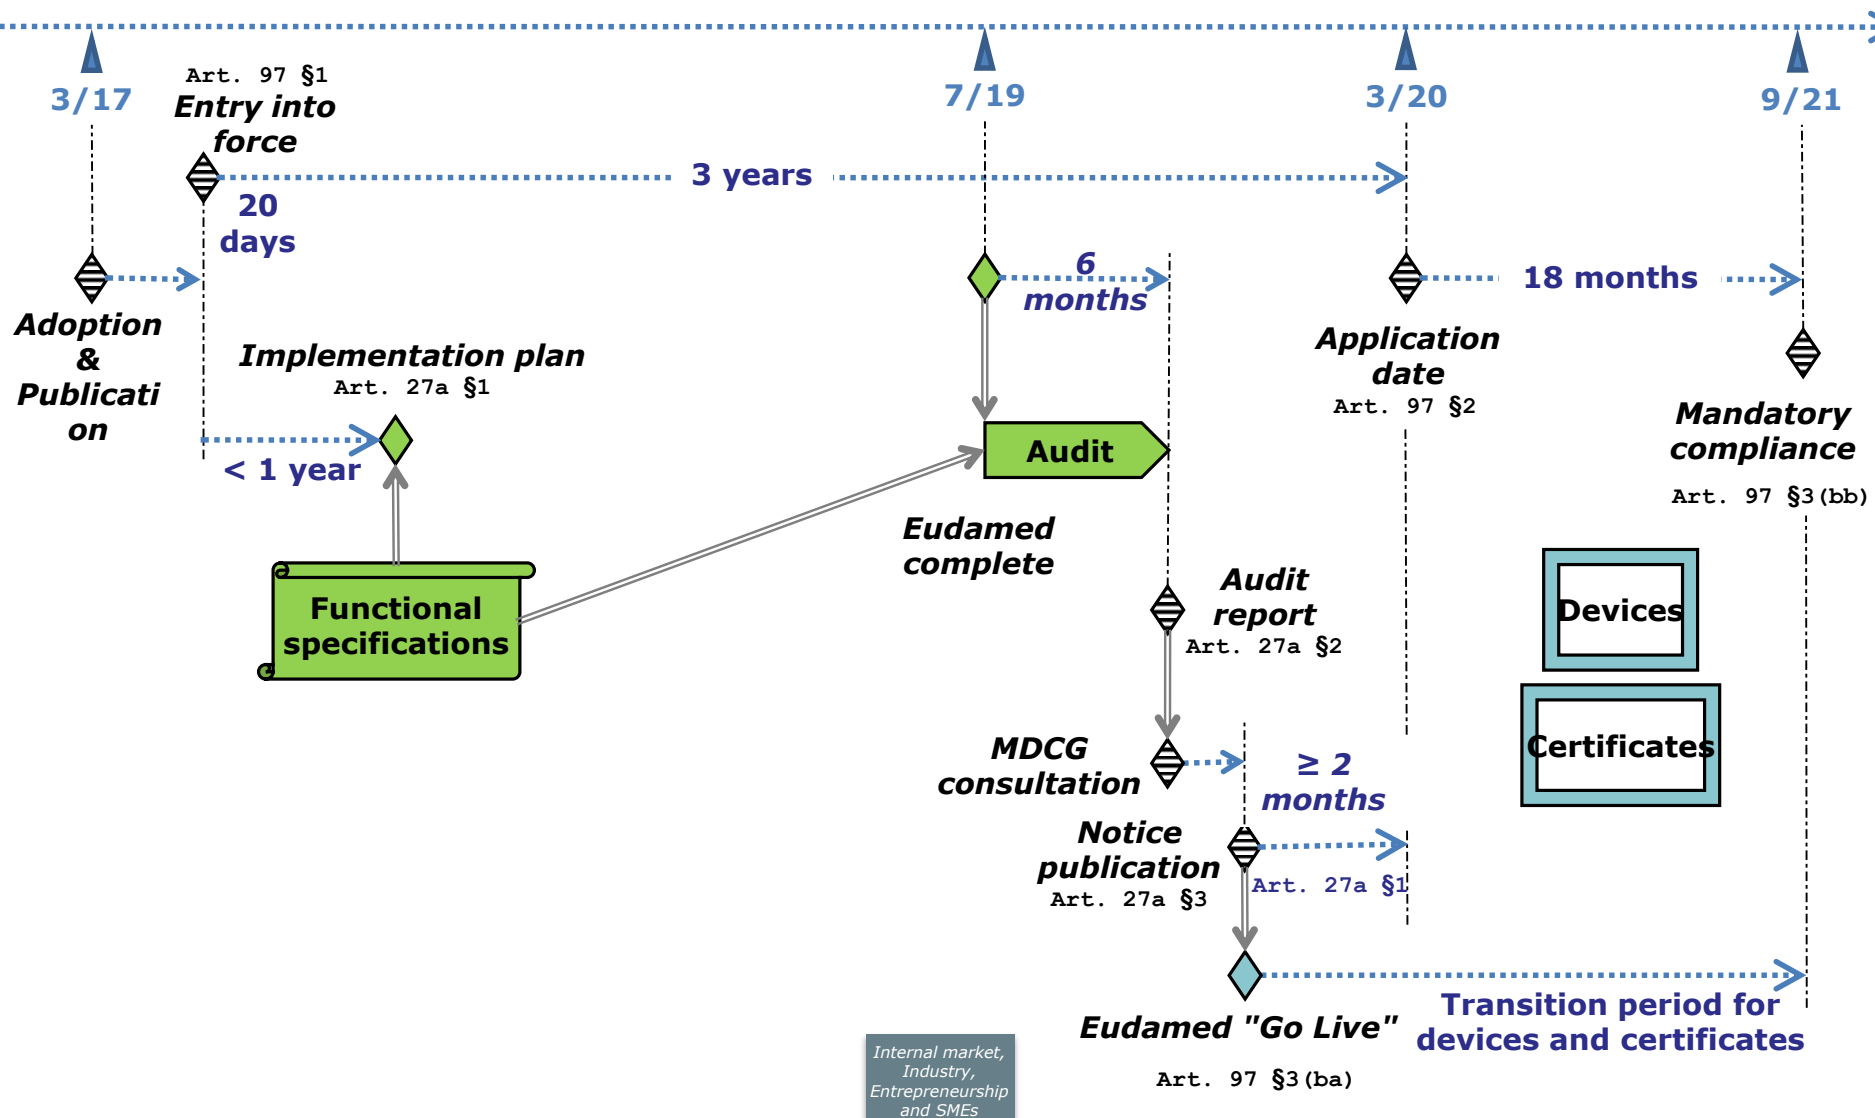 3/17
7/19
3/20
9/21
Art. 97 §1
Entry into
force
3 years
20
days
6
months
18 months
Adoption
&
Publicati
on
Implementation plan
Art. 27a §1
< 1 year
Application
date
Art. 97 §2
Mandatory
compliance
Art. 97 §3(bb)
Audit
Eudamed
complete
Functional
specifications
Audit
report
Art. 27a §2
Devices
Certificates
MDCG
consultation
≥ 2
months
Notice
publication
Art. 27a §3
Art. 27a §1
Eudamed "Go Live"
Art. 97 §3(ba)
Transition period for
devices and certificates
Internal market,
Industry,
Entrepreneurship
and SMEs